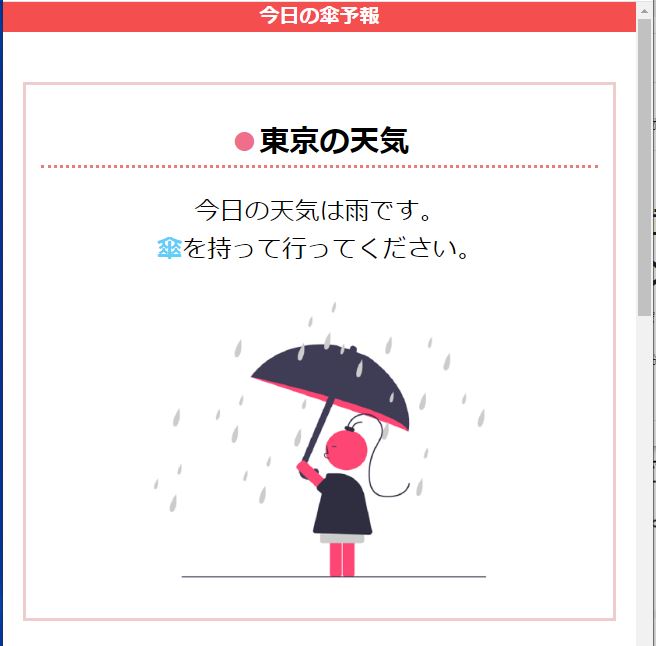 今日の傘予報
●東京の天気
今日の天気は雨です。
傘を持って行ってください。